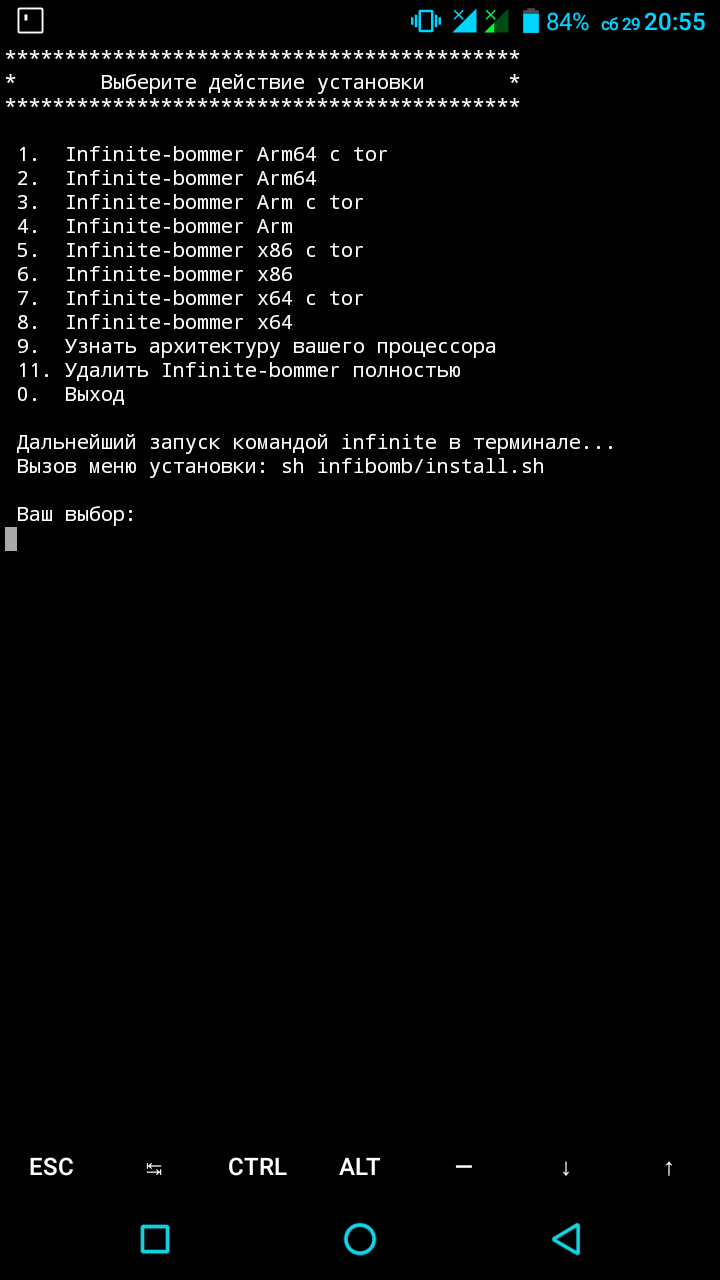 84% сб 29 20:55
*******************************************
* Выберите действие установки *
*******************************************
1. Infinite-bommer Arm64 с tor
2. Infinite-bommer Arm64
3. Infinite-bommer Arm с tor
4. Infinite-bommer Arm
5. Infinite-bommer x86 с tor
6. Infinite-bommer x86
7. Infinite-bommer x64 с tor
8. Infinite-bommer x64
9. Узнать архитектуру вашего процессора
11. Удалить Infinite-bommer полностью
0. Выход
Дальнейший запуск командой infinite в терминале...
Вызов меню установки: sh infibomb/install.sh
Ваш выбор:
ESC ↹ CTRL ALT — ↓ ↑